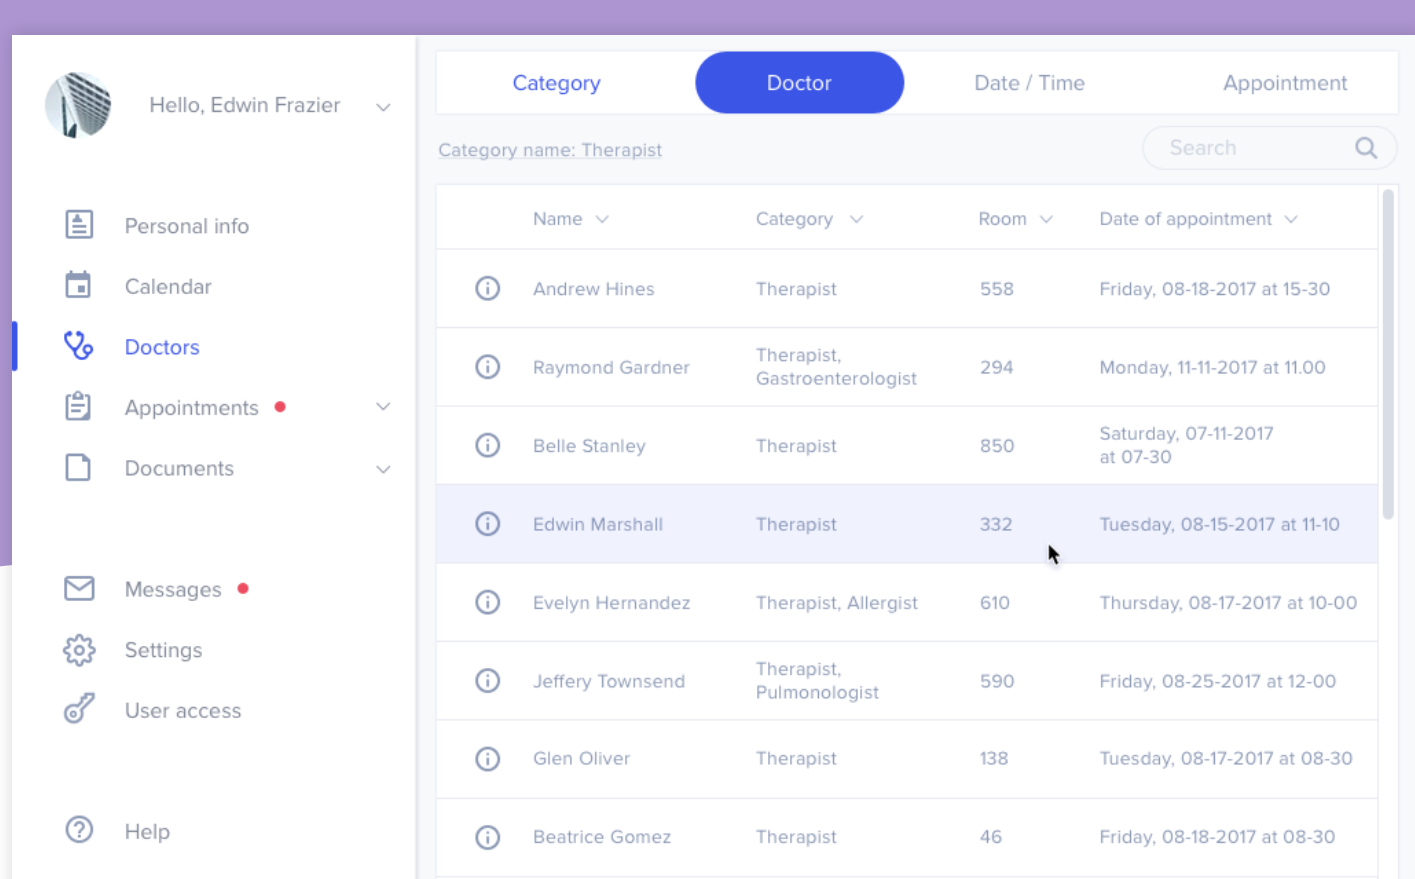 Hello, Edwin Frazier
Personal info
Calendar
Doctors
Appointments
Documents
Messages
Settings
User access
Help
Category Doctor Date / Time Appointment
Category name: Therapist Search
Name Category Room Date of appointment
Andrew Hines Therapist 558 Friday, 08-18-2017 at 15-30
Raymond Gardner Therapist,
Gastroenterologist 294 Monday, 11-11-2017 at 11.00
Belle Stanley Therapist 850 Saturday, 07-11-2017
at 07-30
Edwin Marshall Therapist 332 Tuesday, 08-15-2017 at 11-10
Evelyn Hernandez Therapist, Allergist 610 Thursday, 08-17-2017 at 10-00
Jeffery Townsend Therapist,
Pulmonologist 590 Friday, 08-25-2017 at 12-00
Glen Oliver Therapist 138 Tuesday, 08-17-2017 at 08-30
Beatrice Gomez Therapist 46 Friday, 08-18-2017 at 08-30